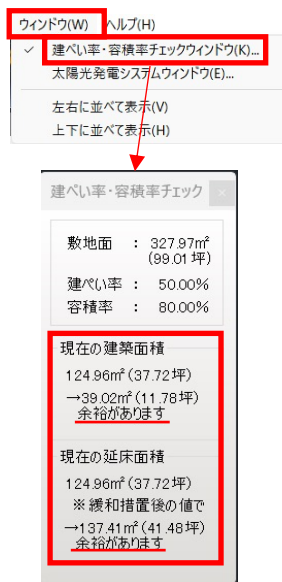 ウィンドウ(W) ヘルプ(H)
✓ 建ぺい率・容積率チェックウィンドウ(K)...
太陽光発電システムウィンドウ(E)...
左右に並べて表示(V)
上下に並べて表示(H)
建ぺい率・容積率チェック ×
敷地面 : 327.97㎡
(99.01坪)
建ぺい率 : 50.00%
容積率 : 80.00%
現在の建築面積
124.96㎡(37.72坪)
→39.02㎡(11.78坪)
余裕があります
現在の延床面積
124.96㎡(37.72坪)
※緩和措置後の値で
→137.41㎡(41.48坪)
余裕があります